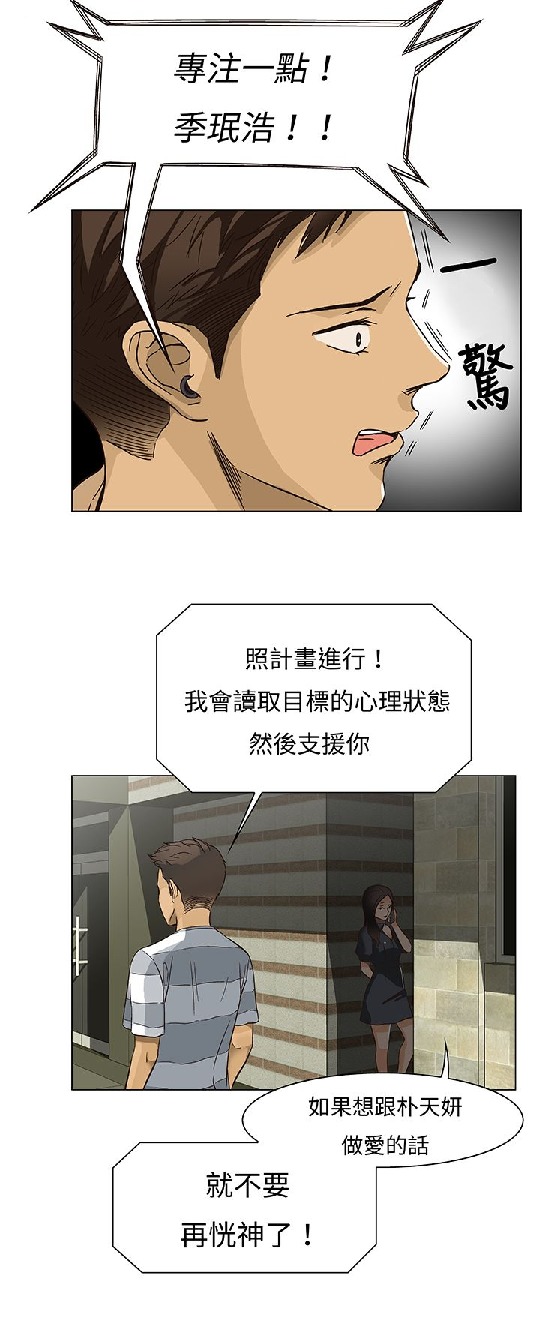 專注一點！
季珉浩！！
一驚
照計畫進行！
我會讀取目標的心理狀態
然後支援你
如果想跟朴天妍
做愛的話
就不要
再恍神了！